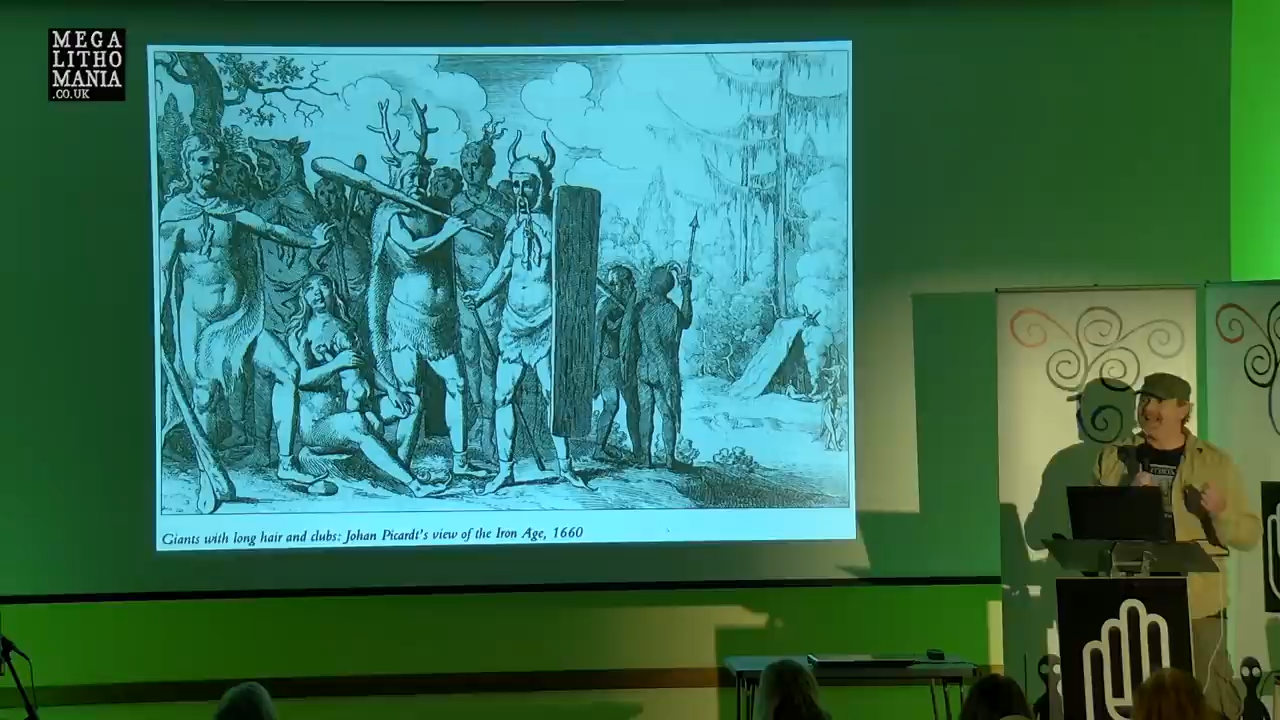 MEGA
LITHO
MANIA
.CO.UK
Giants with long hair and clubs: Johan Picardt's view of the Iron Age, 1660